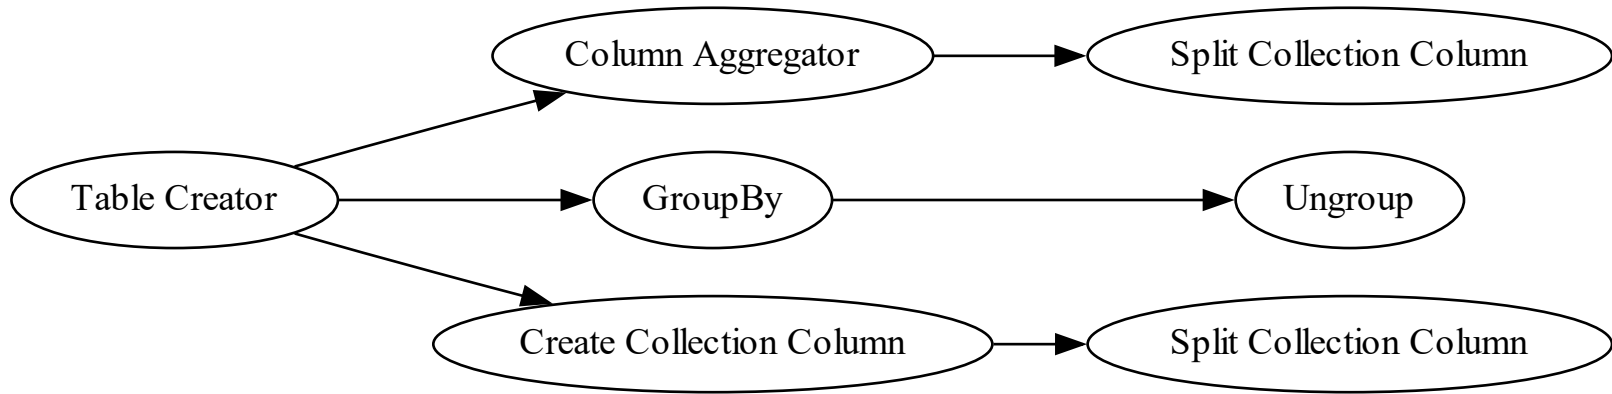 Column Aggregator
Split Collection Column
Table Creator
GroupBy
Ungroup
Create Collection Column
Split Collection Column